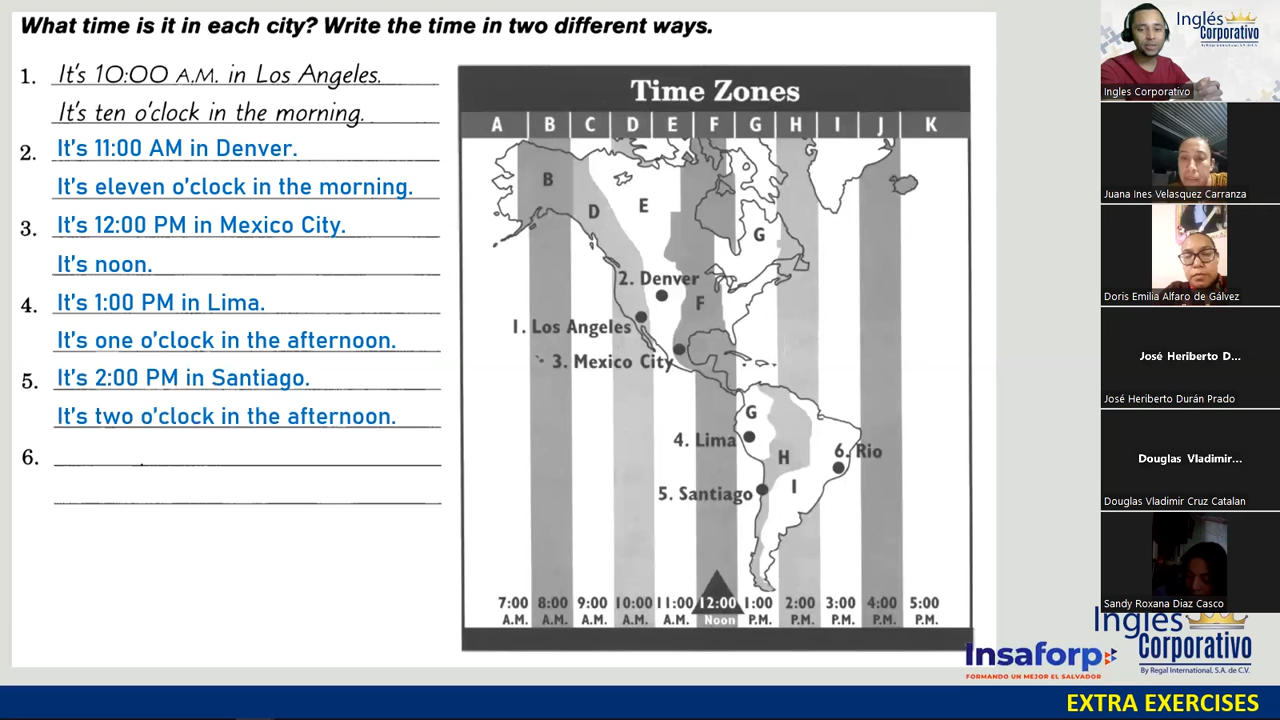 What time is it in each city? Write the time in two different ways.
1. It's 10:00 A.M. in Los Angeles.
It's ten o'clock in the morning.
2. It's 11:00 AM in Denver.
It's eleven o'clock in the morning.
3. It's 12:00 PM in Mexico City.
It's noon.
4. It's 1:00 PM in Lima.
It's one o'clock in the afternoon.
5. It's 2:00 PM in Santiago.
It's two o'clock in the afternoon.
6.
Time Zones
A B C D E F G H I J K
B
D
E
G
2. Denver
F
1. Los Angeles
3. Mexico City
G
4. Lima
6. Rio
H
5. Santiago
I
7:00 8:00 9:00 10:00 11:00 12:00 1:00 2:00 3:00 4:00 5:00
A.M. A.M. A.M. A.M. A.M. Noon P.M. P.M. P.M. P.M. P.M.
Inglés
Corporativo
By Regal International, S.A. de C.V.
Ingles Corporativo
Juana Ines Velasquez Carranza
Doris Emilia Alfaro de Gálvez
José Heriberto D...
José Heriberto Durán Prado
Douglas Vladimir...
Douglas Vladimir Cruz Catalan
Sandy Roxana Diaz Casco
Insaforp
FORMANDO UN MEJOR EL SALVADOR
Inglés
Corporativo
By Regal International, S.A. de C.V.
EXTRA EXERCISES